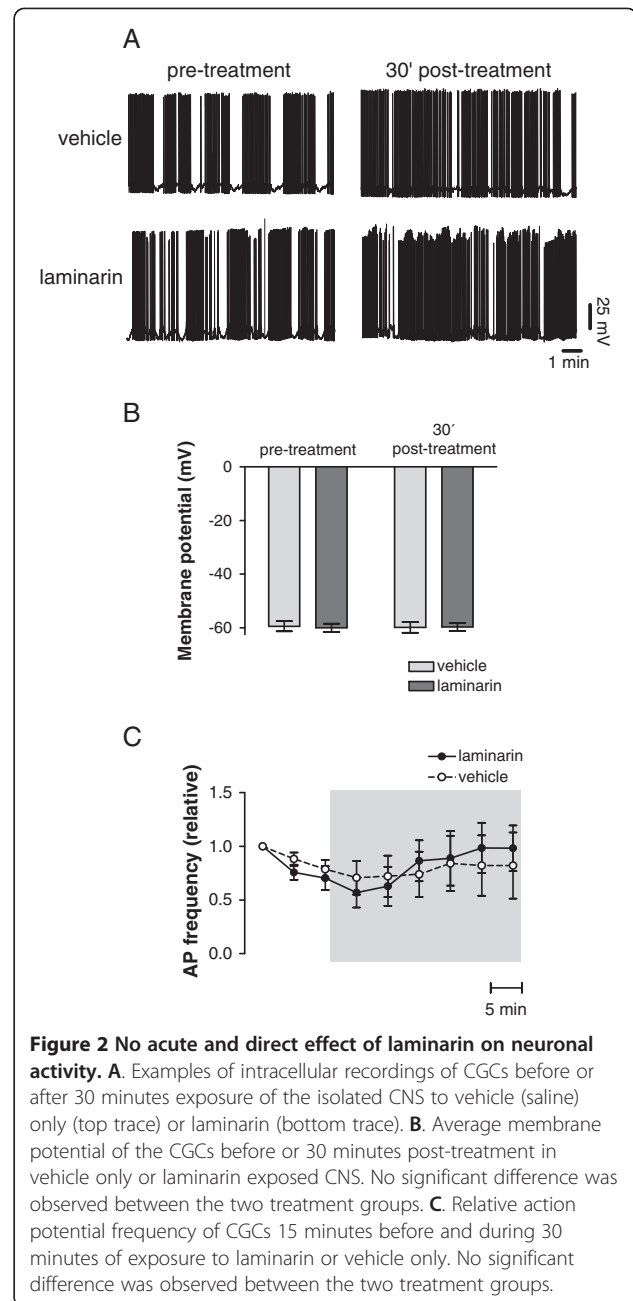 A
pre-treatment
30' post-treatment
vehicle
laminarin
25 mV
1 min
B
pre-treatment
30´
post-treatment
Membrane potential (mV)
0
-20
-40
-60
vehicle
laminarin
C
laminarin
vehicle
AP frequency (relative)
1.5
1.0
0.5
0.0
5 min
Figure 2 No acute and direct effect of laminarin on neuronal
activity. A. Examples of intracellular recordings of CGCs before or
after 30 minutes exposure of the isolated CNS to vehicle (saline)
only (top trace) or laminarin (bottom trace). B. Average membrane
potential of the CGCs before or 30 minutes post-treatment in
vehicle only or laminarin exposed CNS. No significant difference was
observed between the two treatment groups. C. Relative action
potential frequency of CGCs 15 minutes before and during 30
minutes of exposure to laminarin or vehicle only. No significant
difference was observed between the two treatment groups.